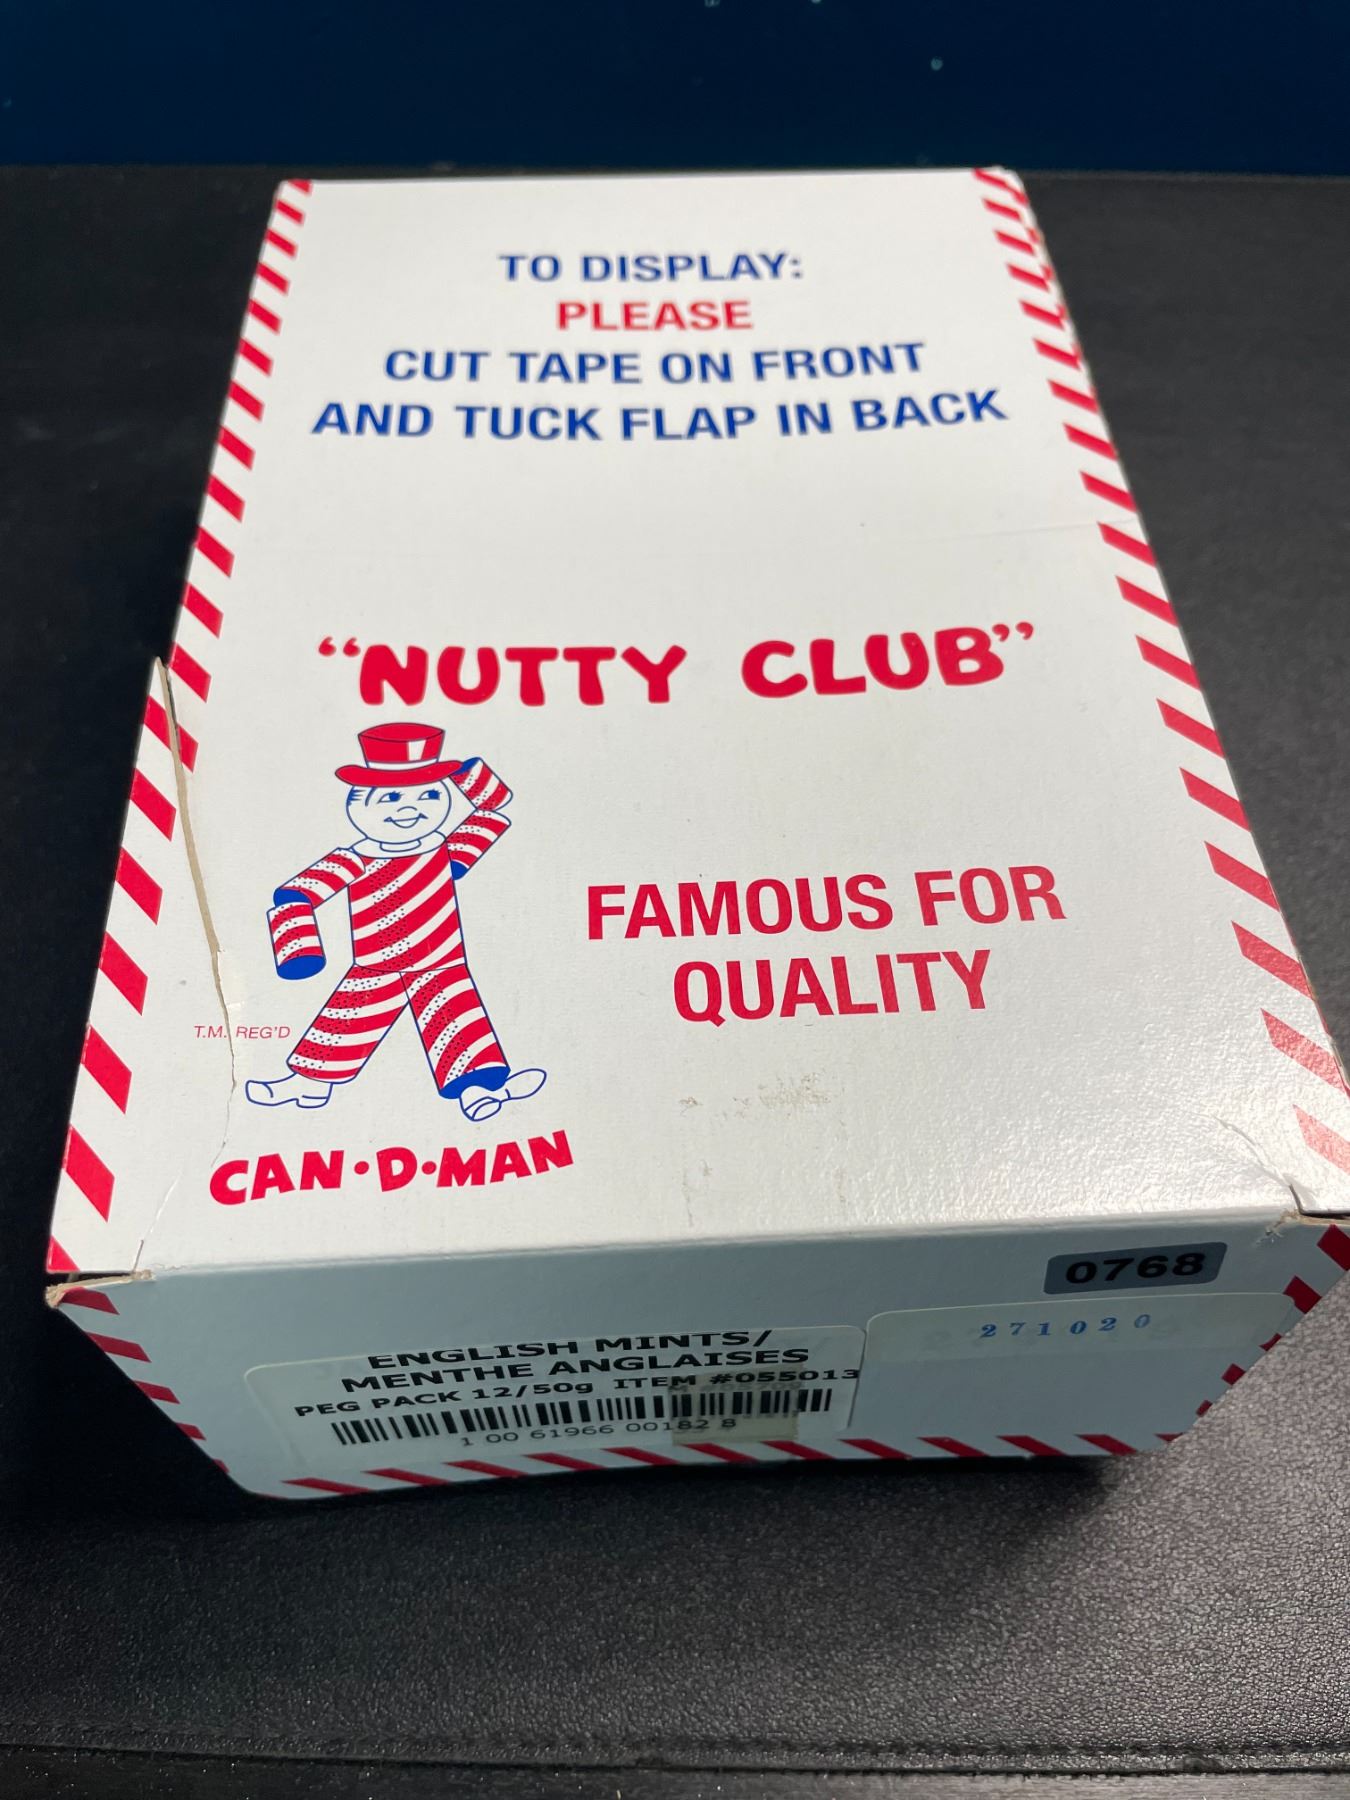 TO DISPLAY:
PLEASE
CUT TAPE ON FRONT
AND TUCK FLAP IN BACK
"NUTTY CLUB"
FAMOUS FOR
QUALITY
T.M. REG'D
CAN·D·MAN
0768
271020
ENGLISH MINTS/
MENTHE ANGLAISES
PEG PACK 12/50g ITEM #055013
1 00 61966 00182 8